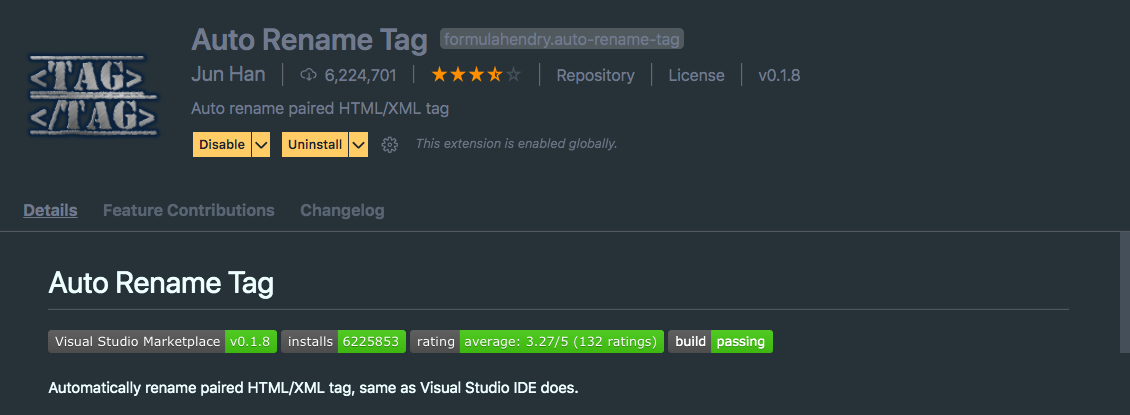 <TAG>
</TAG>
Auto Rename Tag formulahendry.auto-rename-tag
Jun Han 6,224,701 Repository License v0.1.8
Auto rename paired HTML/XML tag
Disable Uninstall This extension is enabled globally.
Details Feature Contributions Changelog
Auto Rename Tag
Visual Studio Marketplace v0.1.8 installs 6225853 rating average: 3.27/5 (132 ratings) build passing
Automatically rename paired HTML/XML tag, same as Visual Studio IDE does.